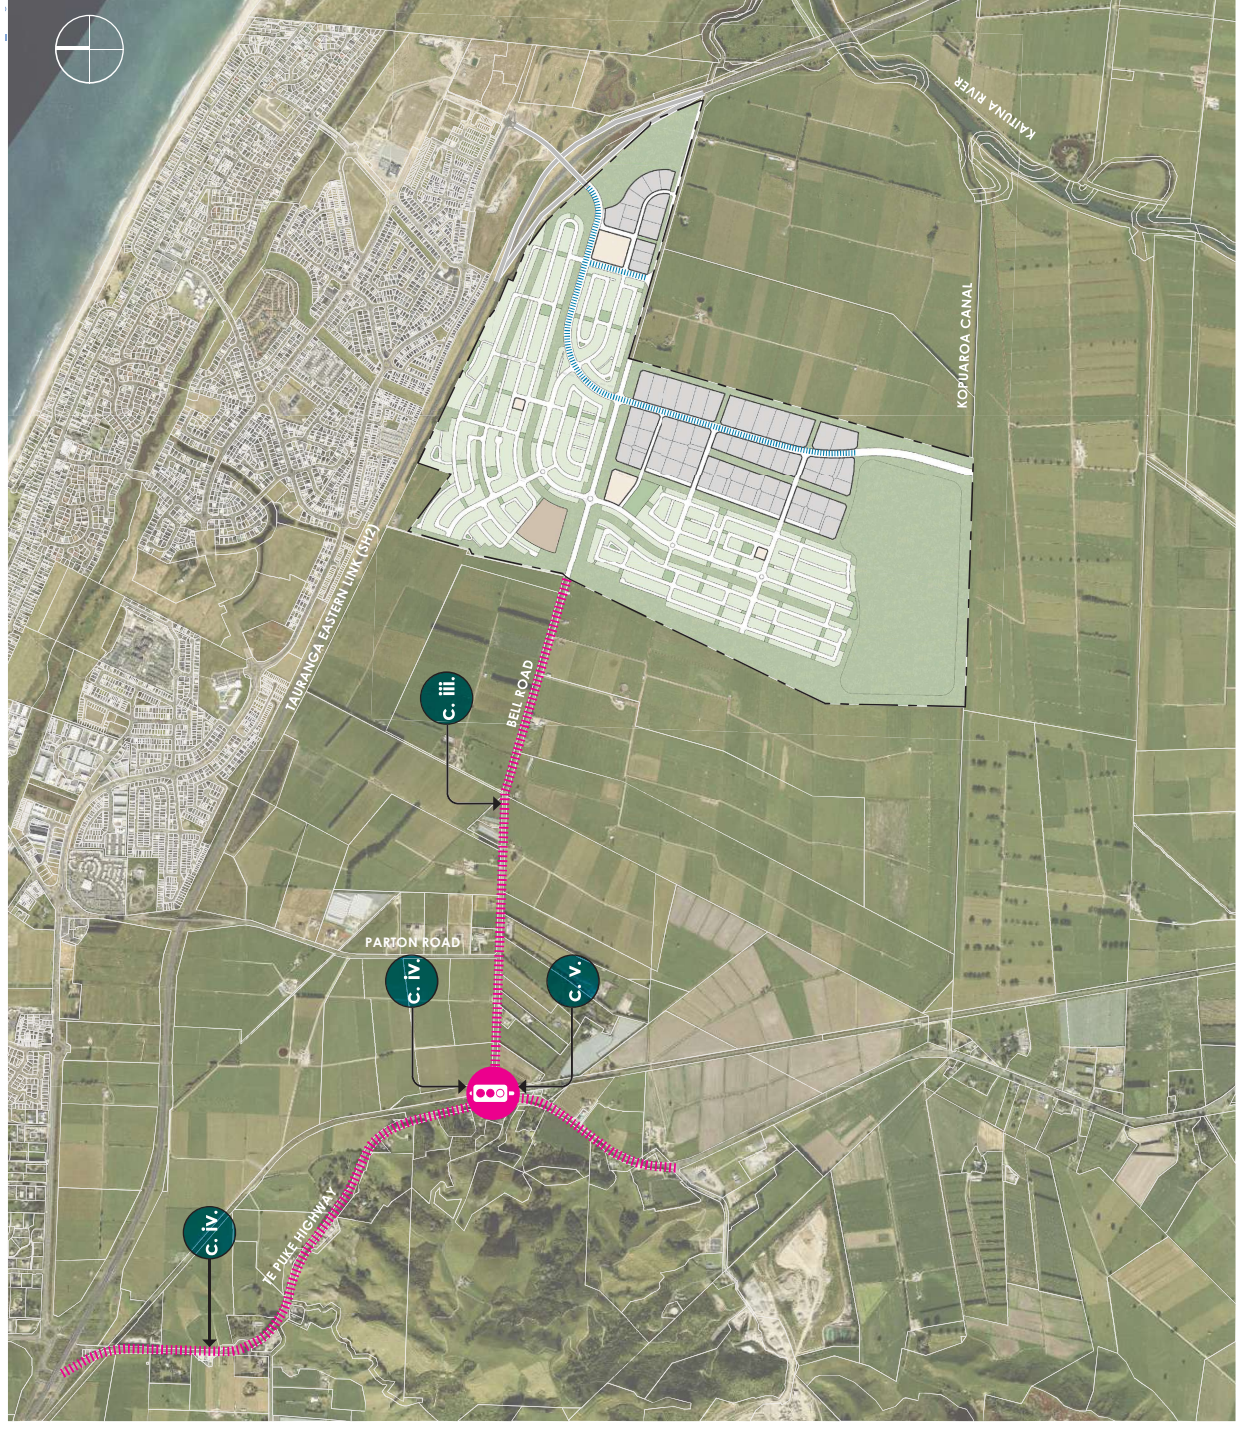 KAITUNA RIVER
KOPUAROA CANAL
TAURANGA EASTERN LINK (SH2)
c. iii.
BELL ROAD
PARTON ROAD
c. iv.
c. v.
c. iv.
TE PUKE HIGHWAY